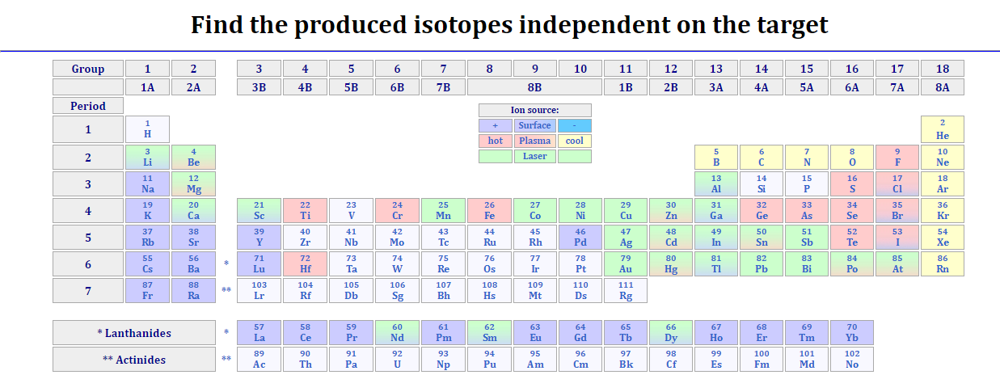 Find the produced isotopes independent on the target
Group 1 2 3 4 5 6 7 8 9 10 11 12 13 14 15 16 17 18
1A 2A 3B 4B 5B 6B 7B 8B 1B 2B 3A 4A 5A 6A 7A 8A
Period
Ion source:
+ Surface -
hot Plasma cool
Laser
1 1 2
H He
2 3 4 5 6 7 8 9 10
Li Be B C N O F Ne
3 11 12 13 14 15 16 17 18
Na Mg Al Si P S Cl Ar
4 19 20 21 22 23 24 25 26 27 28 29 30 31 32 33 34 35 36
K Ca Sc Ti V Cr Mn Fe Co Ni Cu Zn Ga Ge As Se Br Kr
5 37 38 39 40 41 42 43 44 45 46 47 48 49 50 51 52 53 54
Rb Sr Y Zr Nb Mo Tc Ru Rh Pd Ag Cd In Sn Sb Te I Xe
6 55 56 * 71 72 73 74 75 76 77 78 79 80 81 82 83 84 85 86
Cs Ba Lu Hf Ta W Re Os Ir Pt Au Hg Tl Pb Bi Po At Rn
7 87 88 ** 103 104 105 106 107 108 109 110 111
Fr Ra Lr Rf Db Sg Bh Hs Mt Ds Rg
* Lanthanides * 57 58 59 60 61 62 63 64 65 66 67 68 69 70
La Ce Pr Nd Pm Sm Eu Gd Tb Dy Ho Er Tm Yb
** Actinides ** 89 90 91 92 93 94 95 96 97 98 99 100 101 102
Ac Th Pa U Np Pu Am Cm Bk Cf Es Fm Md No